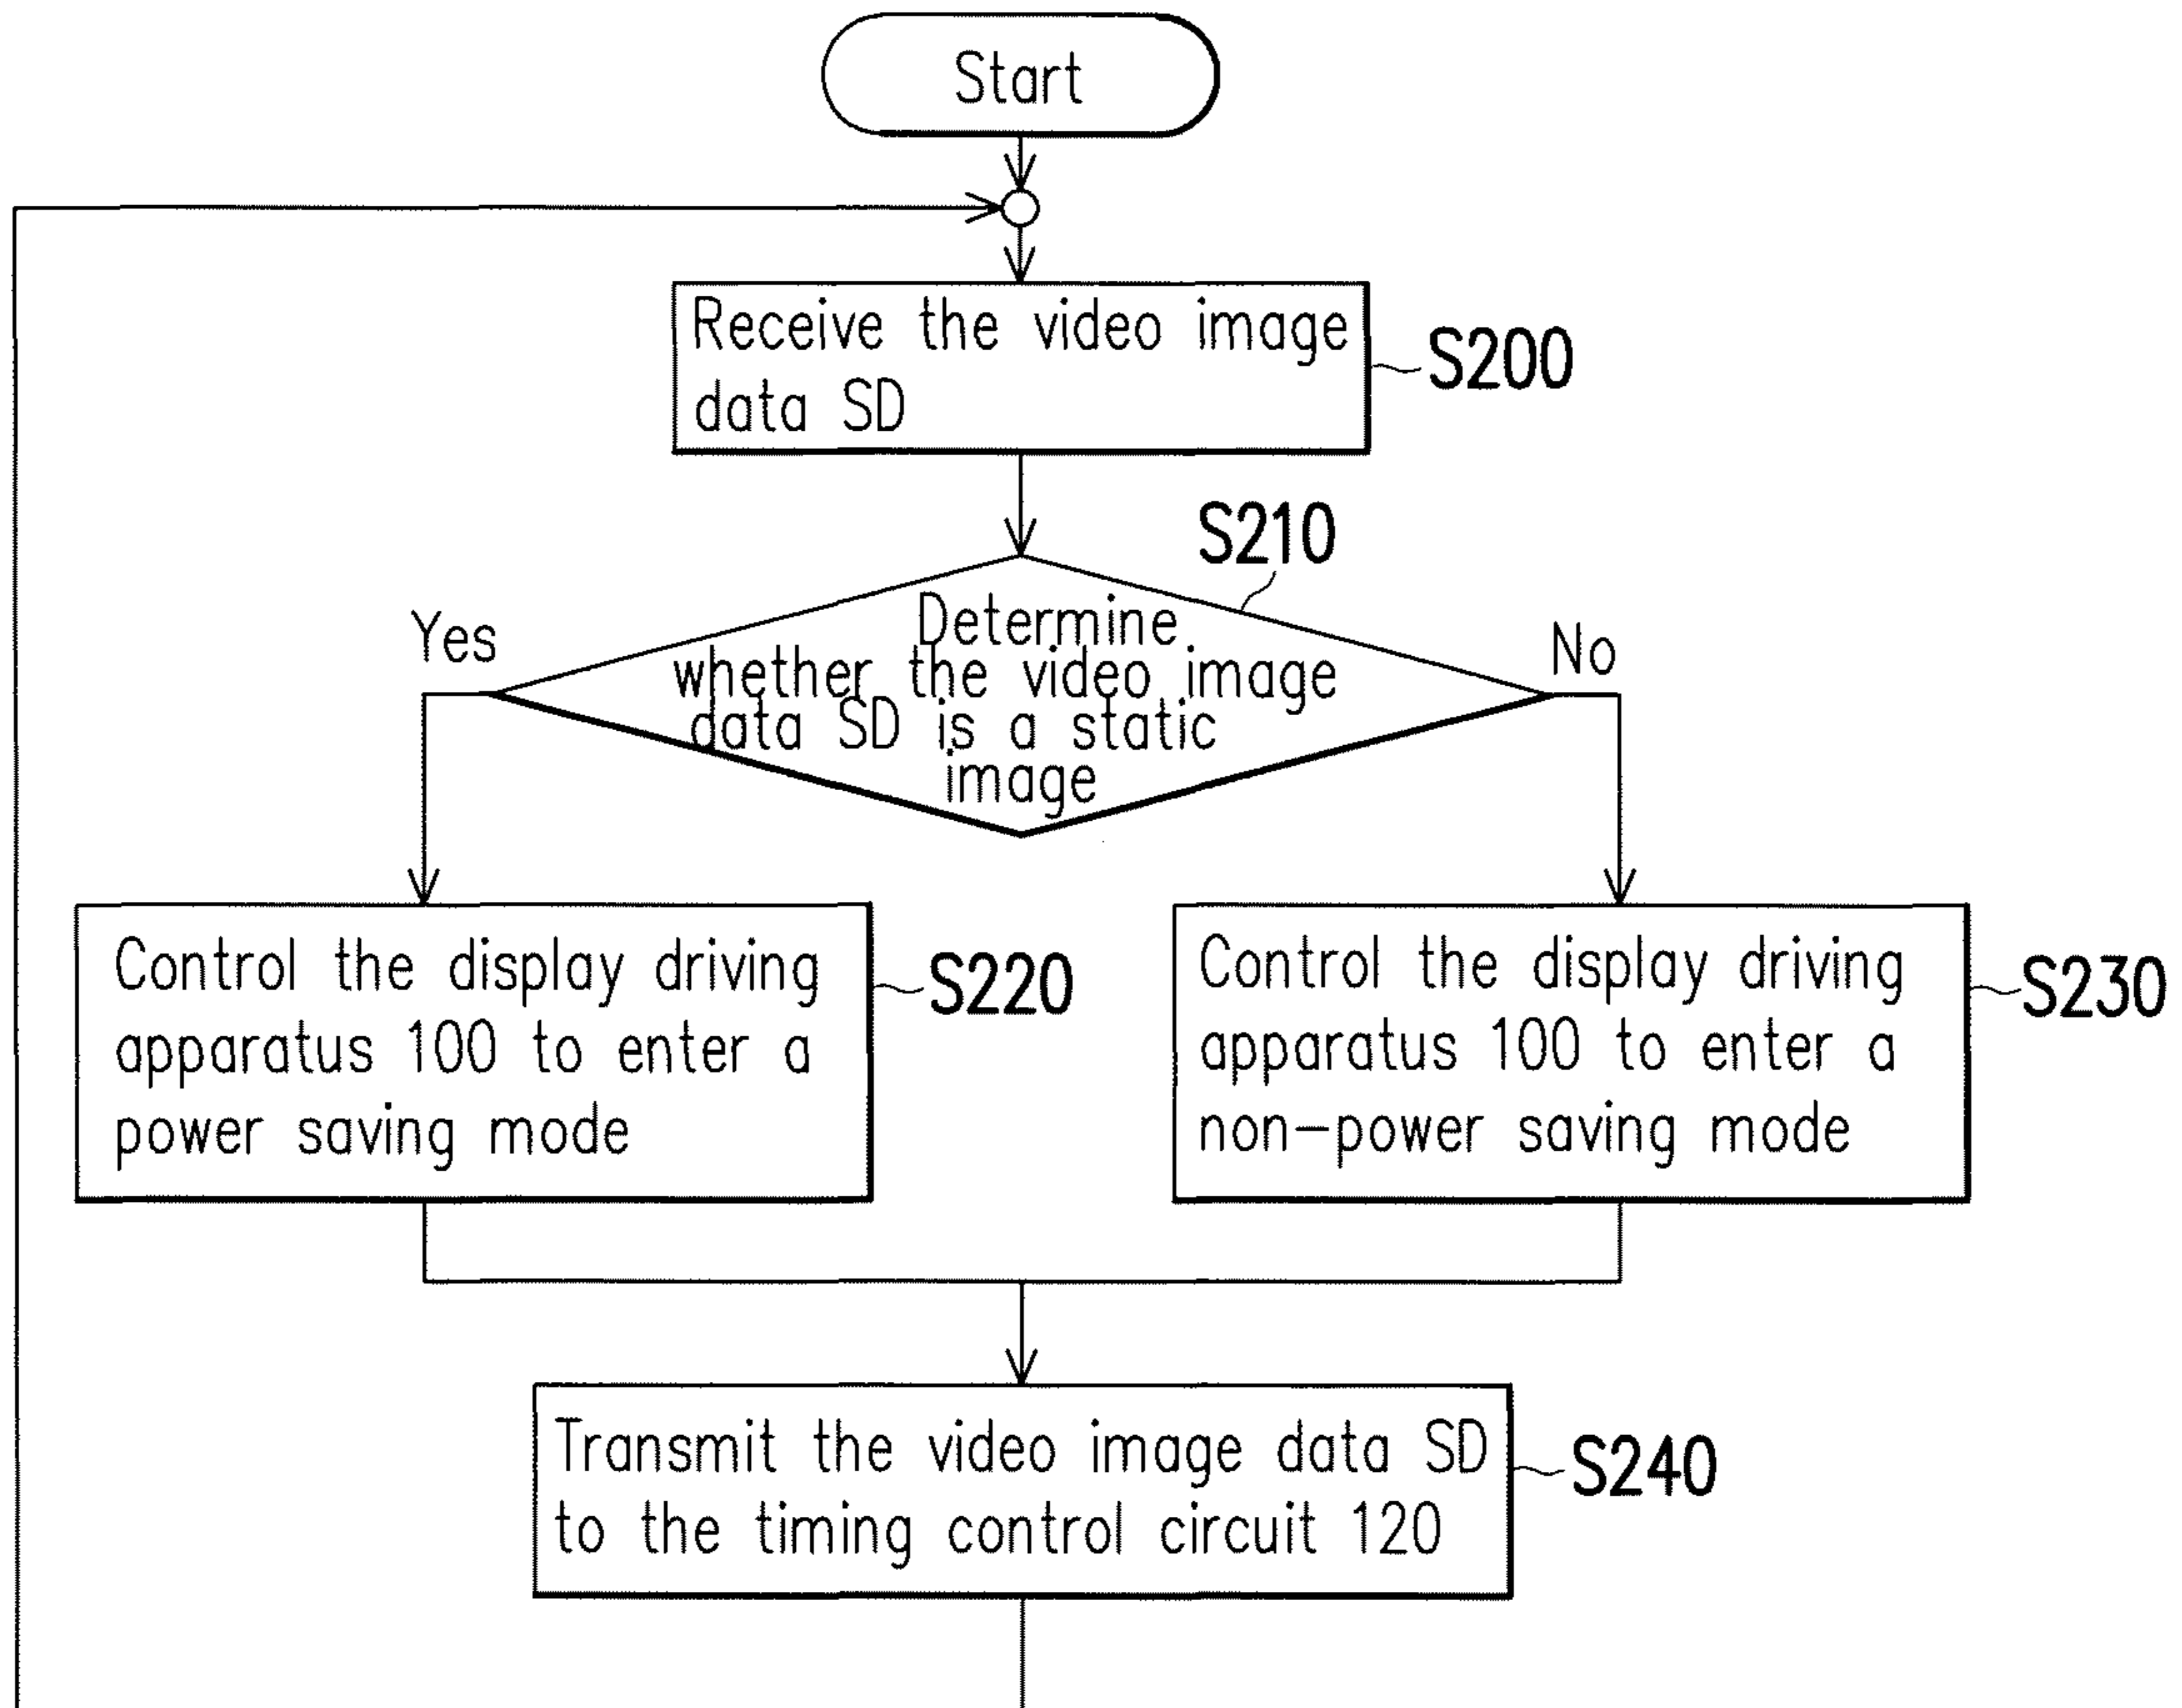 Start
Receive the video image
data SD
S200
S210
Determine
whether the video image
data SD is a static
image
Yes
No
Control the display driving
apparatus 100 to enter a
power saving mode
S220
Control the display driving
apparatus 100 to enter a
non-power saving mode
S230
Transmit the video image data SD
to the timing control circuit 120
S240